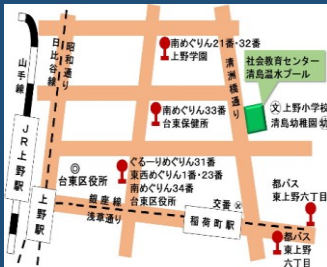 南めぐりん21番・32番
上野学園
社会教育センター
清島温水プール
昭和通り
日比谷線
山手線
清洲橋通り
上野小学校
清島幼稚園
文
幼
南めぐりん33番
台東保健所
ぐるーりめぐりん31番
東西めぐりん1番・23番
南めぐりん34番
台東区役所
台東区役所
JR上野駅
上野駅
銀座線
浅草通り
交番
稲荷町駅
都バス
東上野六丁目
都バス
東上野
六丁目